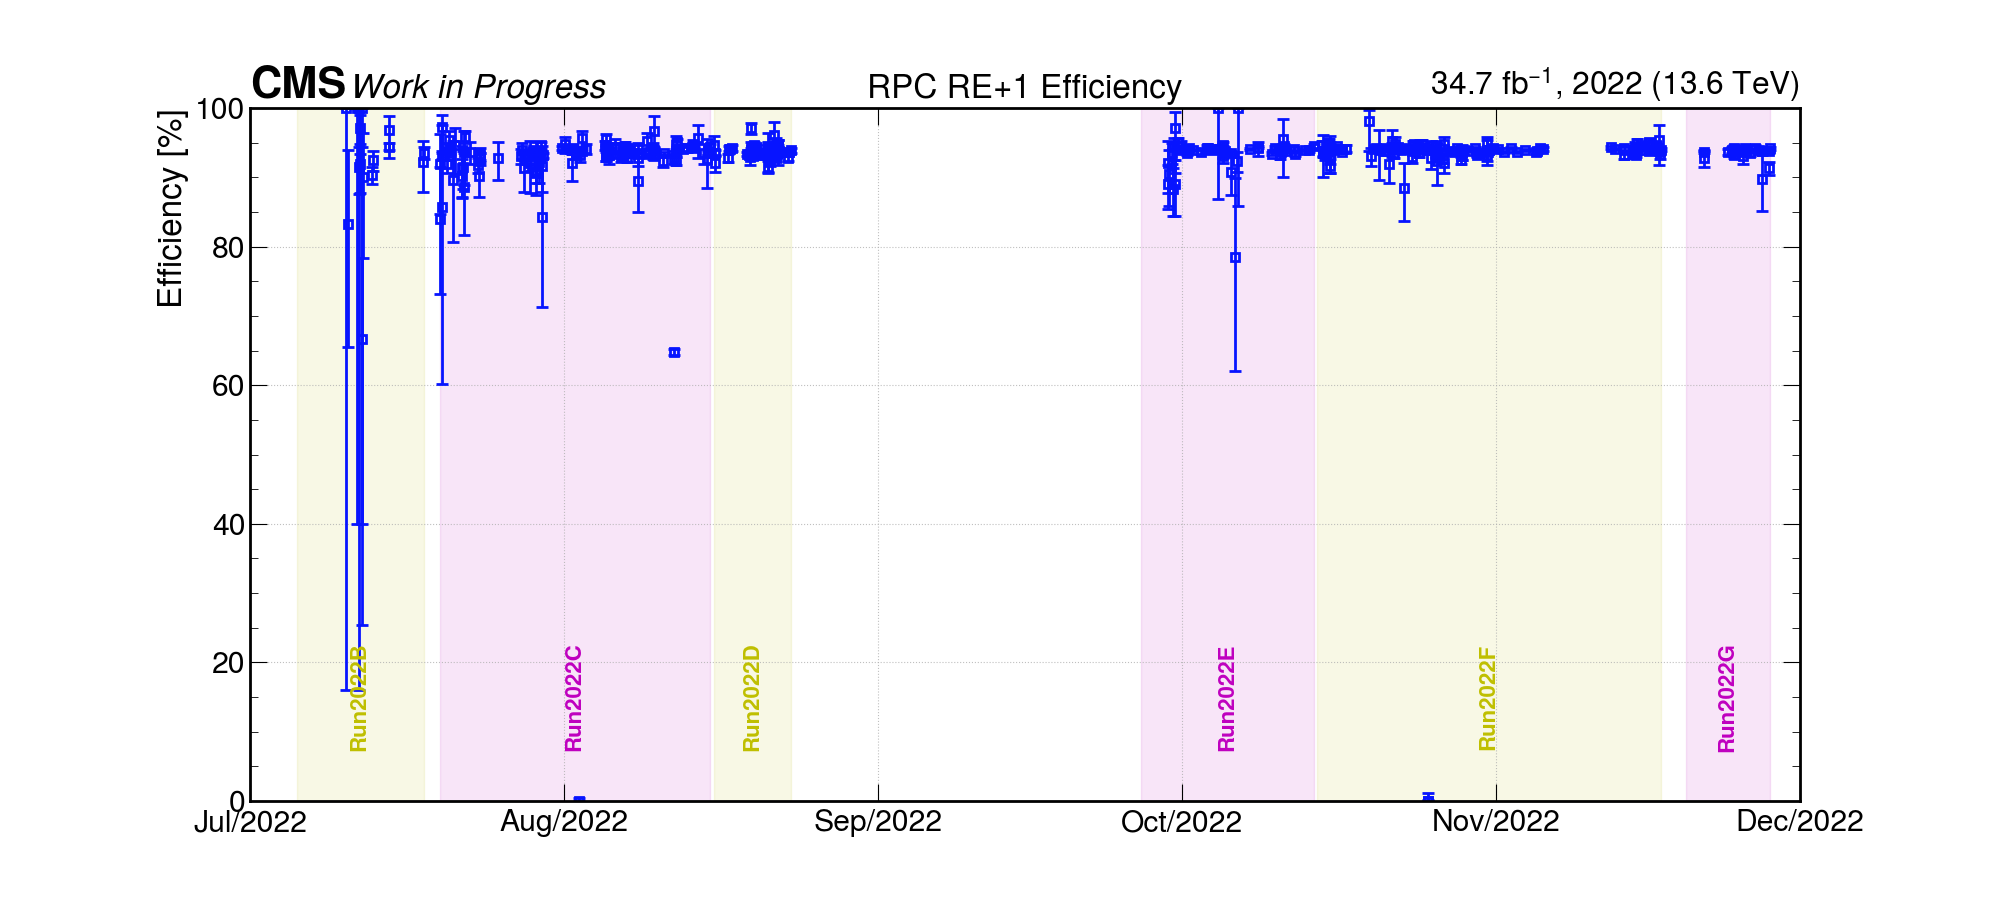 CMS Work in Progress RPC RE+1 Efficiency 34.7 fb⁻¹, 2022 (13.6 TeV)
Efficiency [%]
100
80
60
40
20
0
Run2022B Run2022C Run2022D Run2022E Run2022F Run2022G
Jul/2022 Aug/2022 Sep/2022 Oct/2022 Nov/2022 Dec/2022